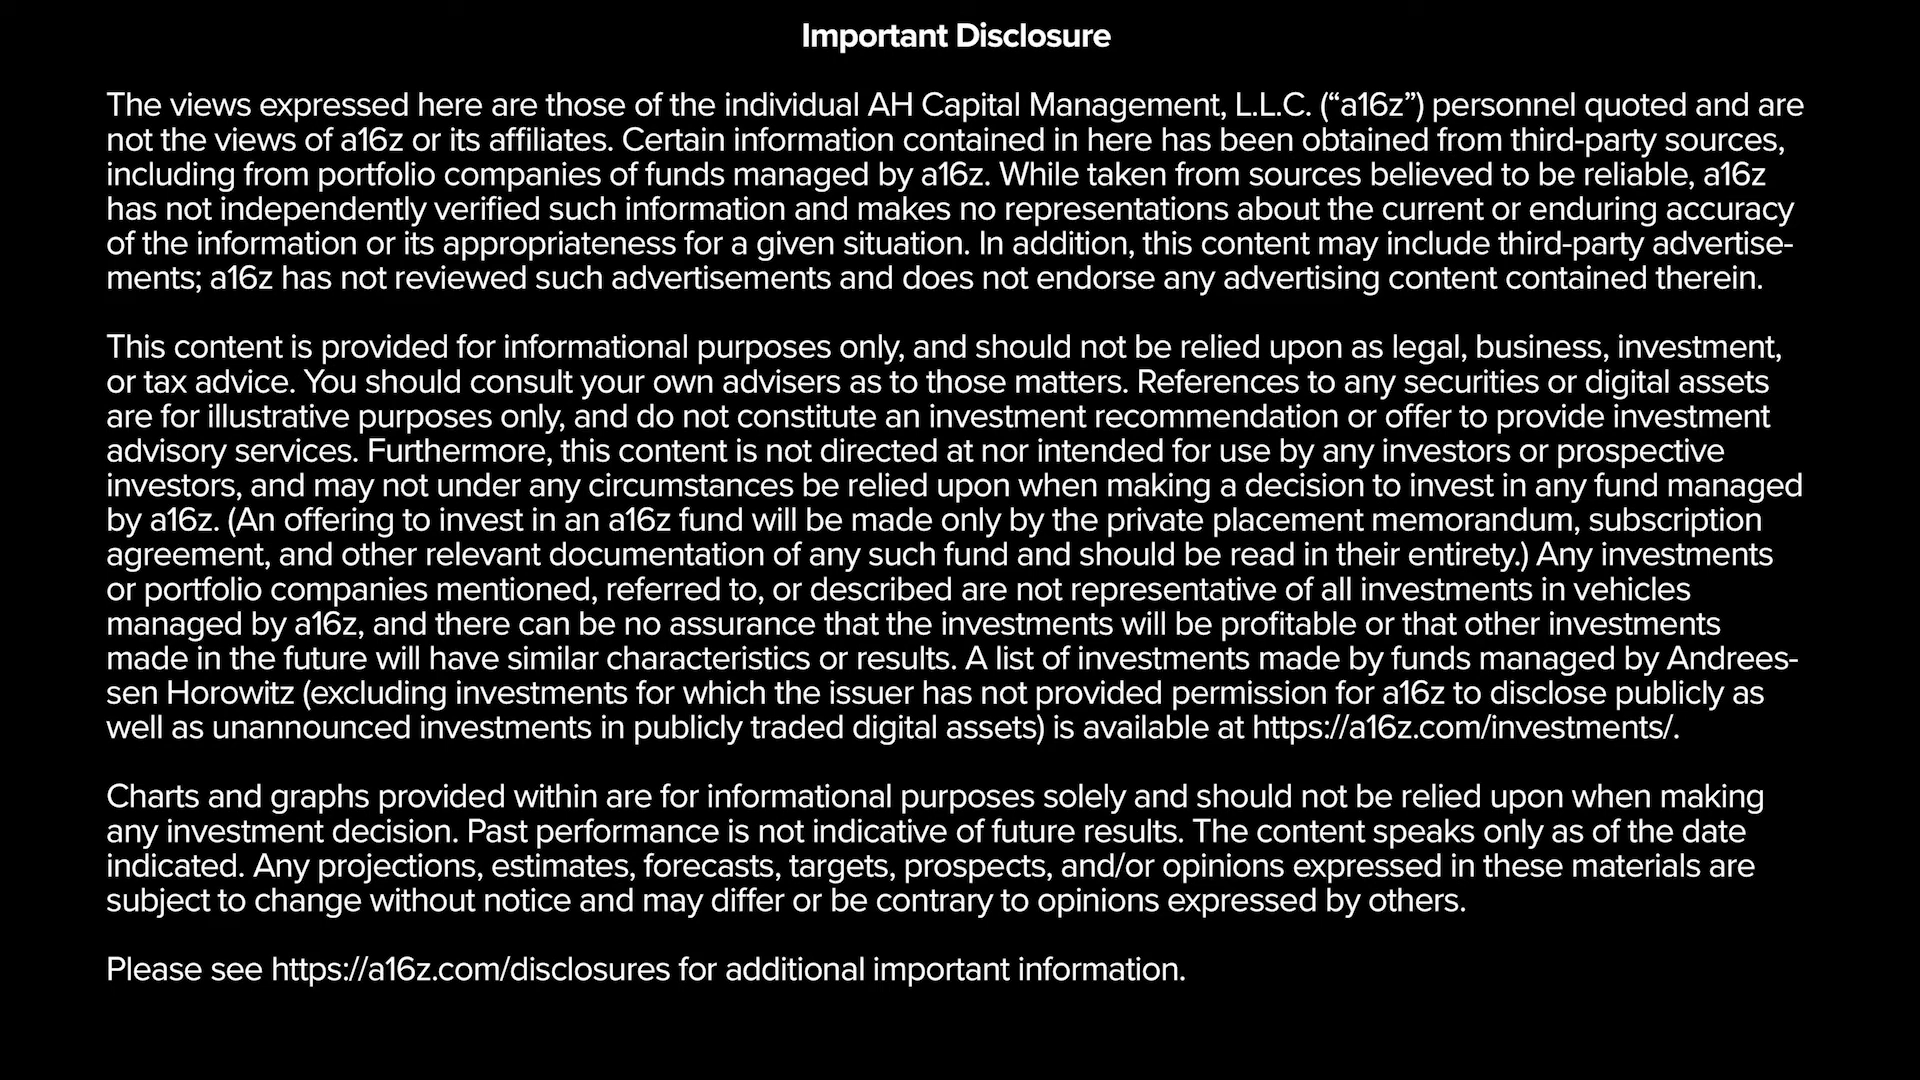 Important Disclosure
The views expressed here are those of the individual AH Capital Management, L.L.C. (“a16z”) personnel quoted and are
not the views of a16z or its affiliates. Certain information contained in here has been obtained from third-party sources,
including from portfolio companies of funds managed by a16z. While taken from sources believed to be reliable, a16z
has not independently verified such information and makes no representations about the current or enduring accuracy
of the information or its appropriateness for a given situation. In addition, this content may include third-party advertise-
ments; a16z has not reviewed such advertisements and does not endorse any advertising content contained therein.
This content is provided for informational purposes only, and should not be relied upon as legal, business, investment,
or tax advice. You should consult your own advisers as to those matters. References to any securities or digital assets
are for illustrative purposes only, and do not constitute an investment recommendation or offer to provide investment
advisory services. Furthermore, this content is not directed at nor intended for use by any investors or prospective
investors, and may not under any circumstances be relied upon when making a decision to invest in any fund managed
by a16z. (An offering to invest in an a16z fund will be made only by the private placement memorandum, subscription
agreement, and other relevant documentation of any such fund and should be read in their entirety.) Any investments
or portfolio companies mentioned, referred to, or described are not representative of all investments in vehicles
managed by a16z, and there can be no assurance that the investments will be profitable or that other investments
made in the future will have similar characteristics or results. A list of investments made by funds managed by Andrees-
sen Horowitz (excluding investments for which the issuer has not provided permission for a16z to disclose publicly as
well as unannounced investments in publicly traded digital assets) is available at https://a16z.com/investments/.
Charts and graphs provided within are for informational purposes solely and should not be relied upon when making
any investment decision. Past performance is not indicative of future results. The content speaks only as of the date
indicated. Any projections, estimates, forecasts, targets, prospects, and/or opinions expressed in these materials are
subject to change without notice and may differ or be contrary to opinions expressed by others.
Please see https://a16z.com/disclosures for additional important information.